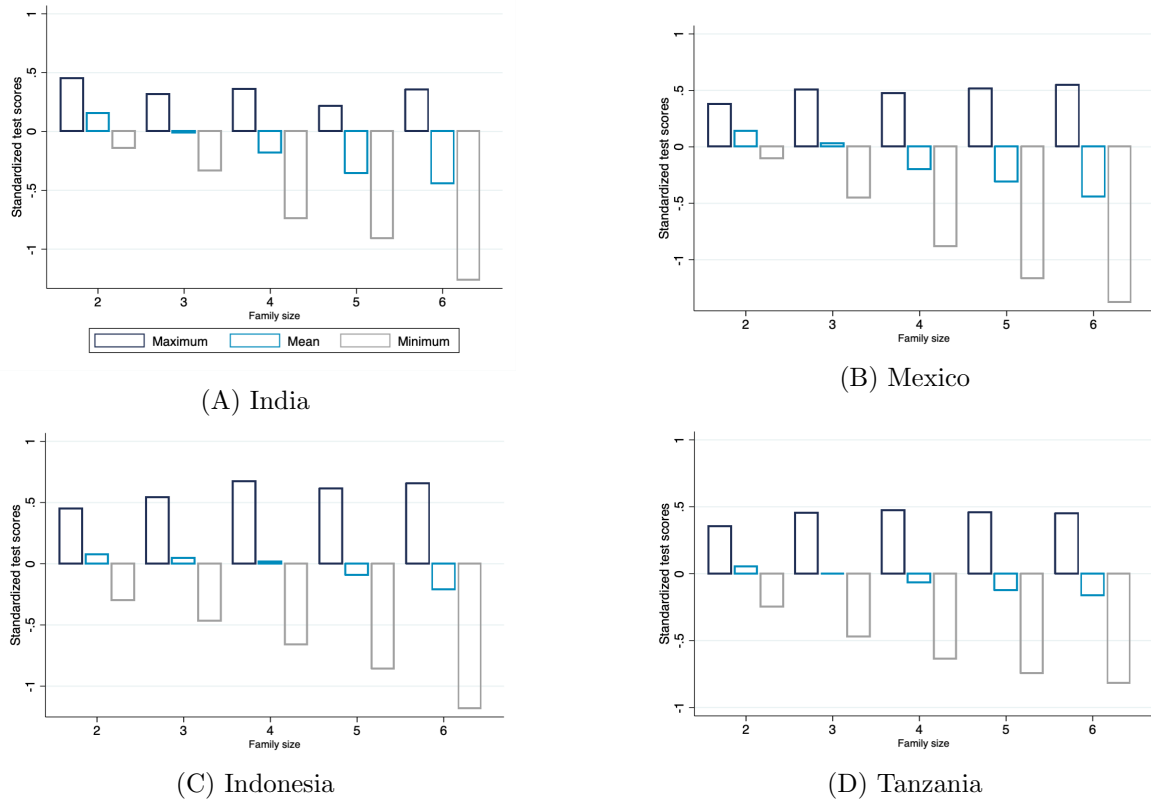 1
.5
0
-.5
-1
Standardized test scores
2 3 4 5 6
Family size
Maximum Mean Minimum
(A) India
1
.5
0
-.5
-1
Standardized test scores
2 3 4 5 6
Family size
(B) Mexico
1
.5
0
-.5
-1
Standardized test scores
2 3 4 5 6
Family size
(C) Indonesia
1
.5
0
-.5
-1
Standardized test scores
2 3 4 5 6
Family size
(D) Tanzania